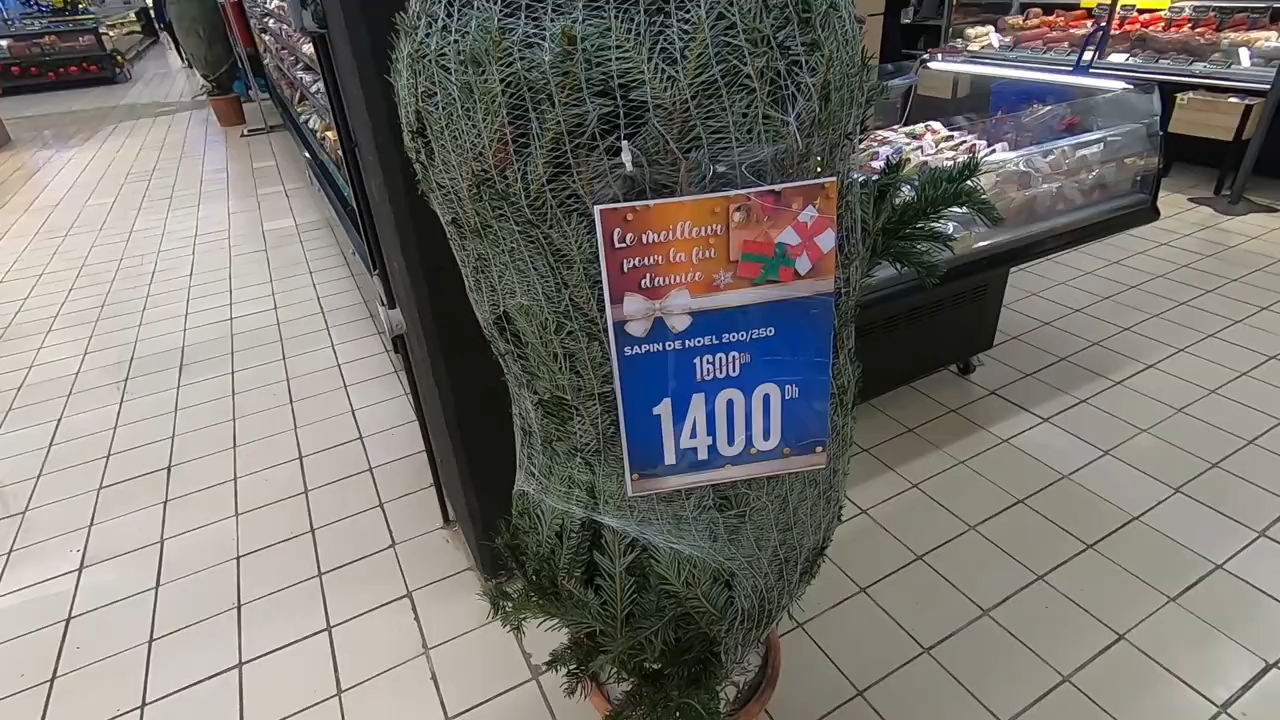 Le meilleur
pour la fin
d'année
SAPIN DE NOEL 200/250
1600Dh
1400Dh